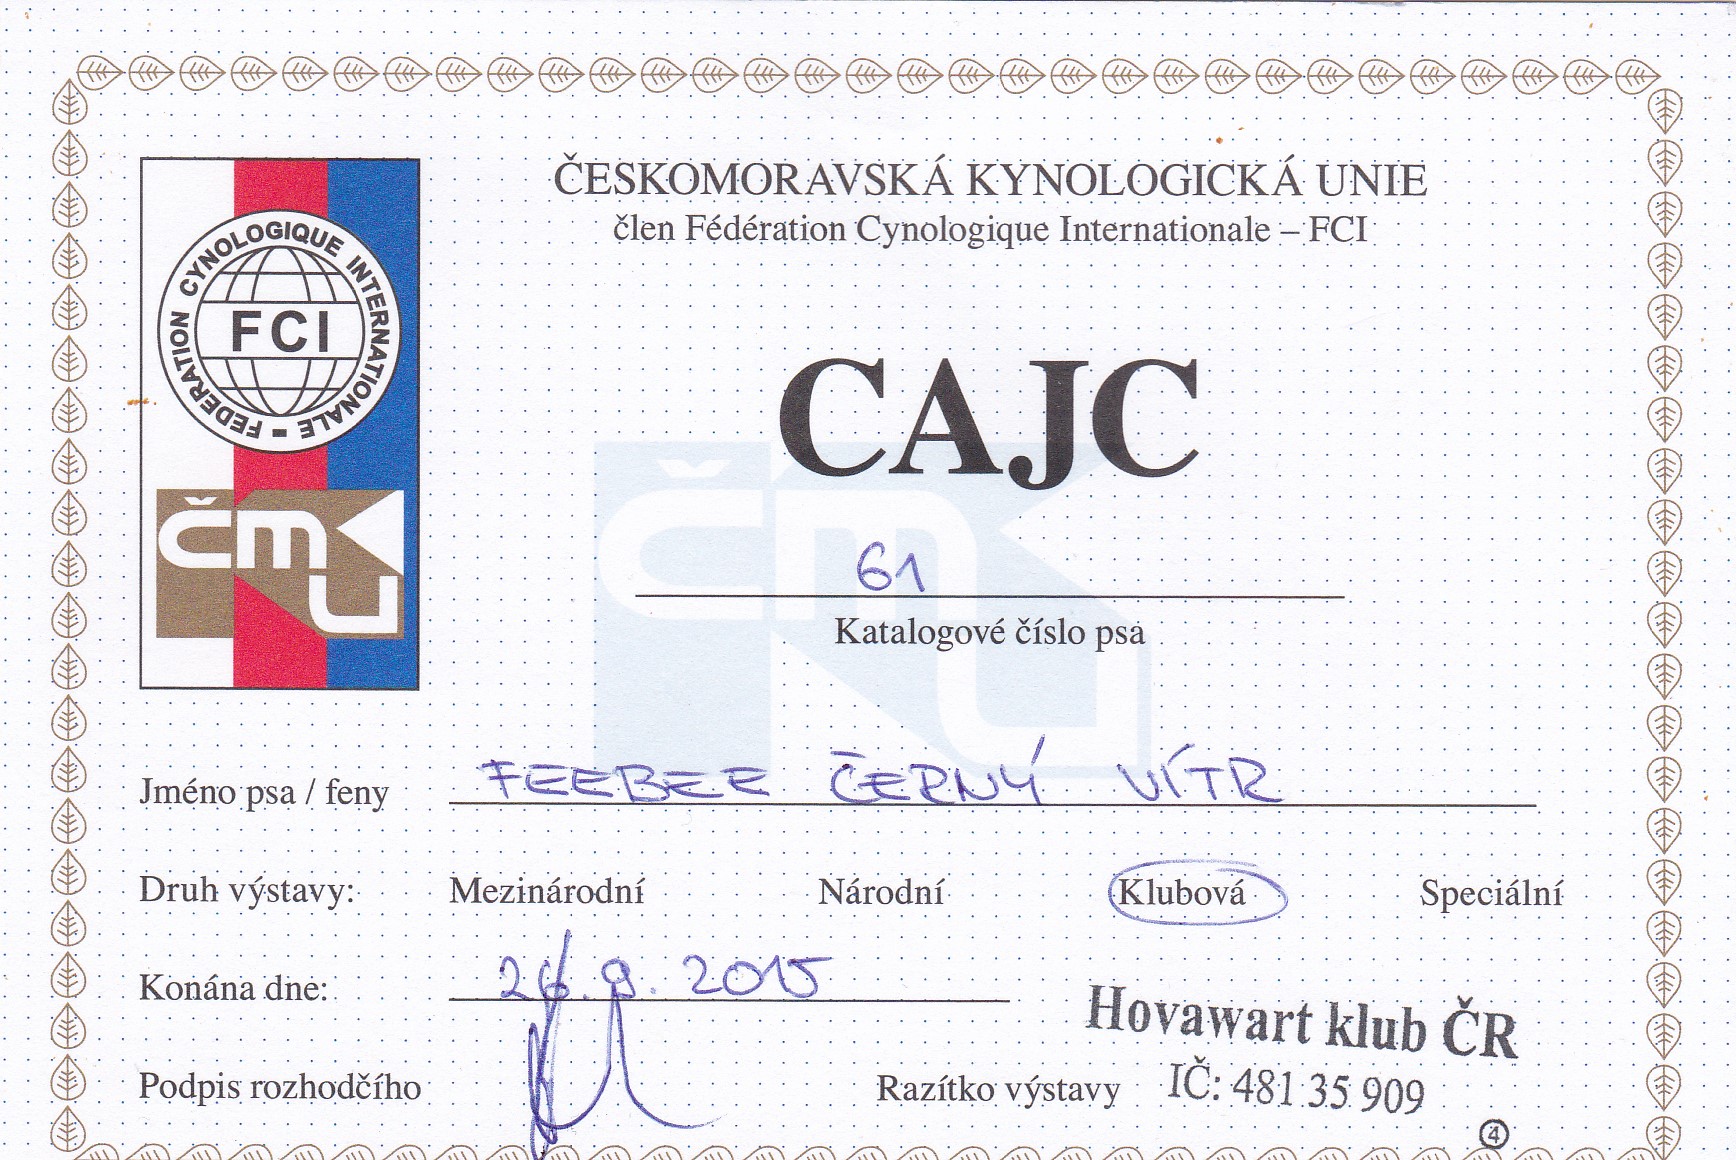 ČESKOMORAVSKÁ KYNOLOGICKÁ UNIE
člen Fédération Cynologique Internationale – FCI
FEDERATION CYNOLOGIQUE INTERNATIONALE –
FCI
ČMKU
CAJC
ČMKU
61
Katalogové číslo psa
Jméno psa / feny FEEBEE ČERNÝ VÍTR
Druh výstavy: Mezinárodní Národní Klubová Speciální
Konána dne: 26.9.2015
Hovawart klub ČR
Podpis rozhodčího Razítko výstavy IČ: 481 35 909
4